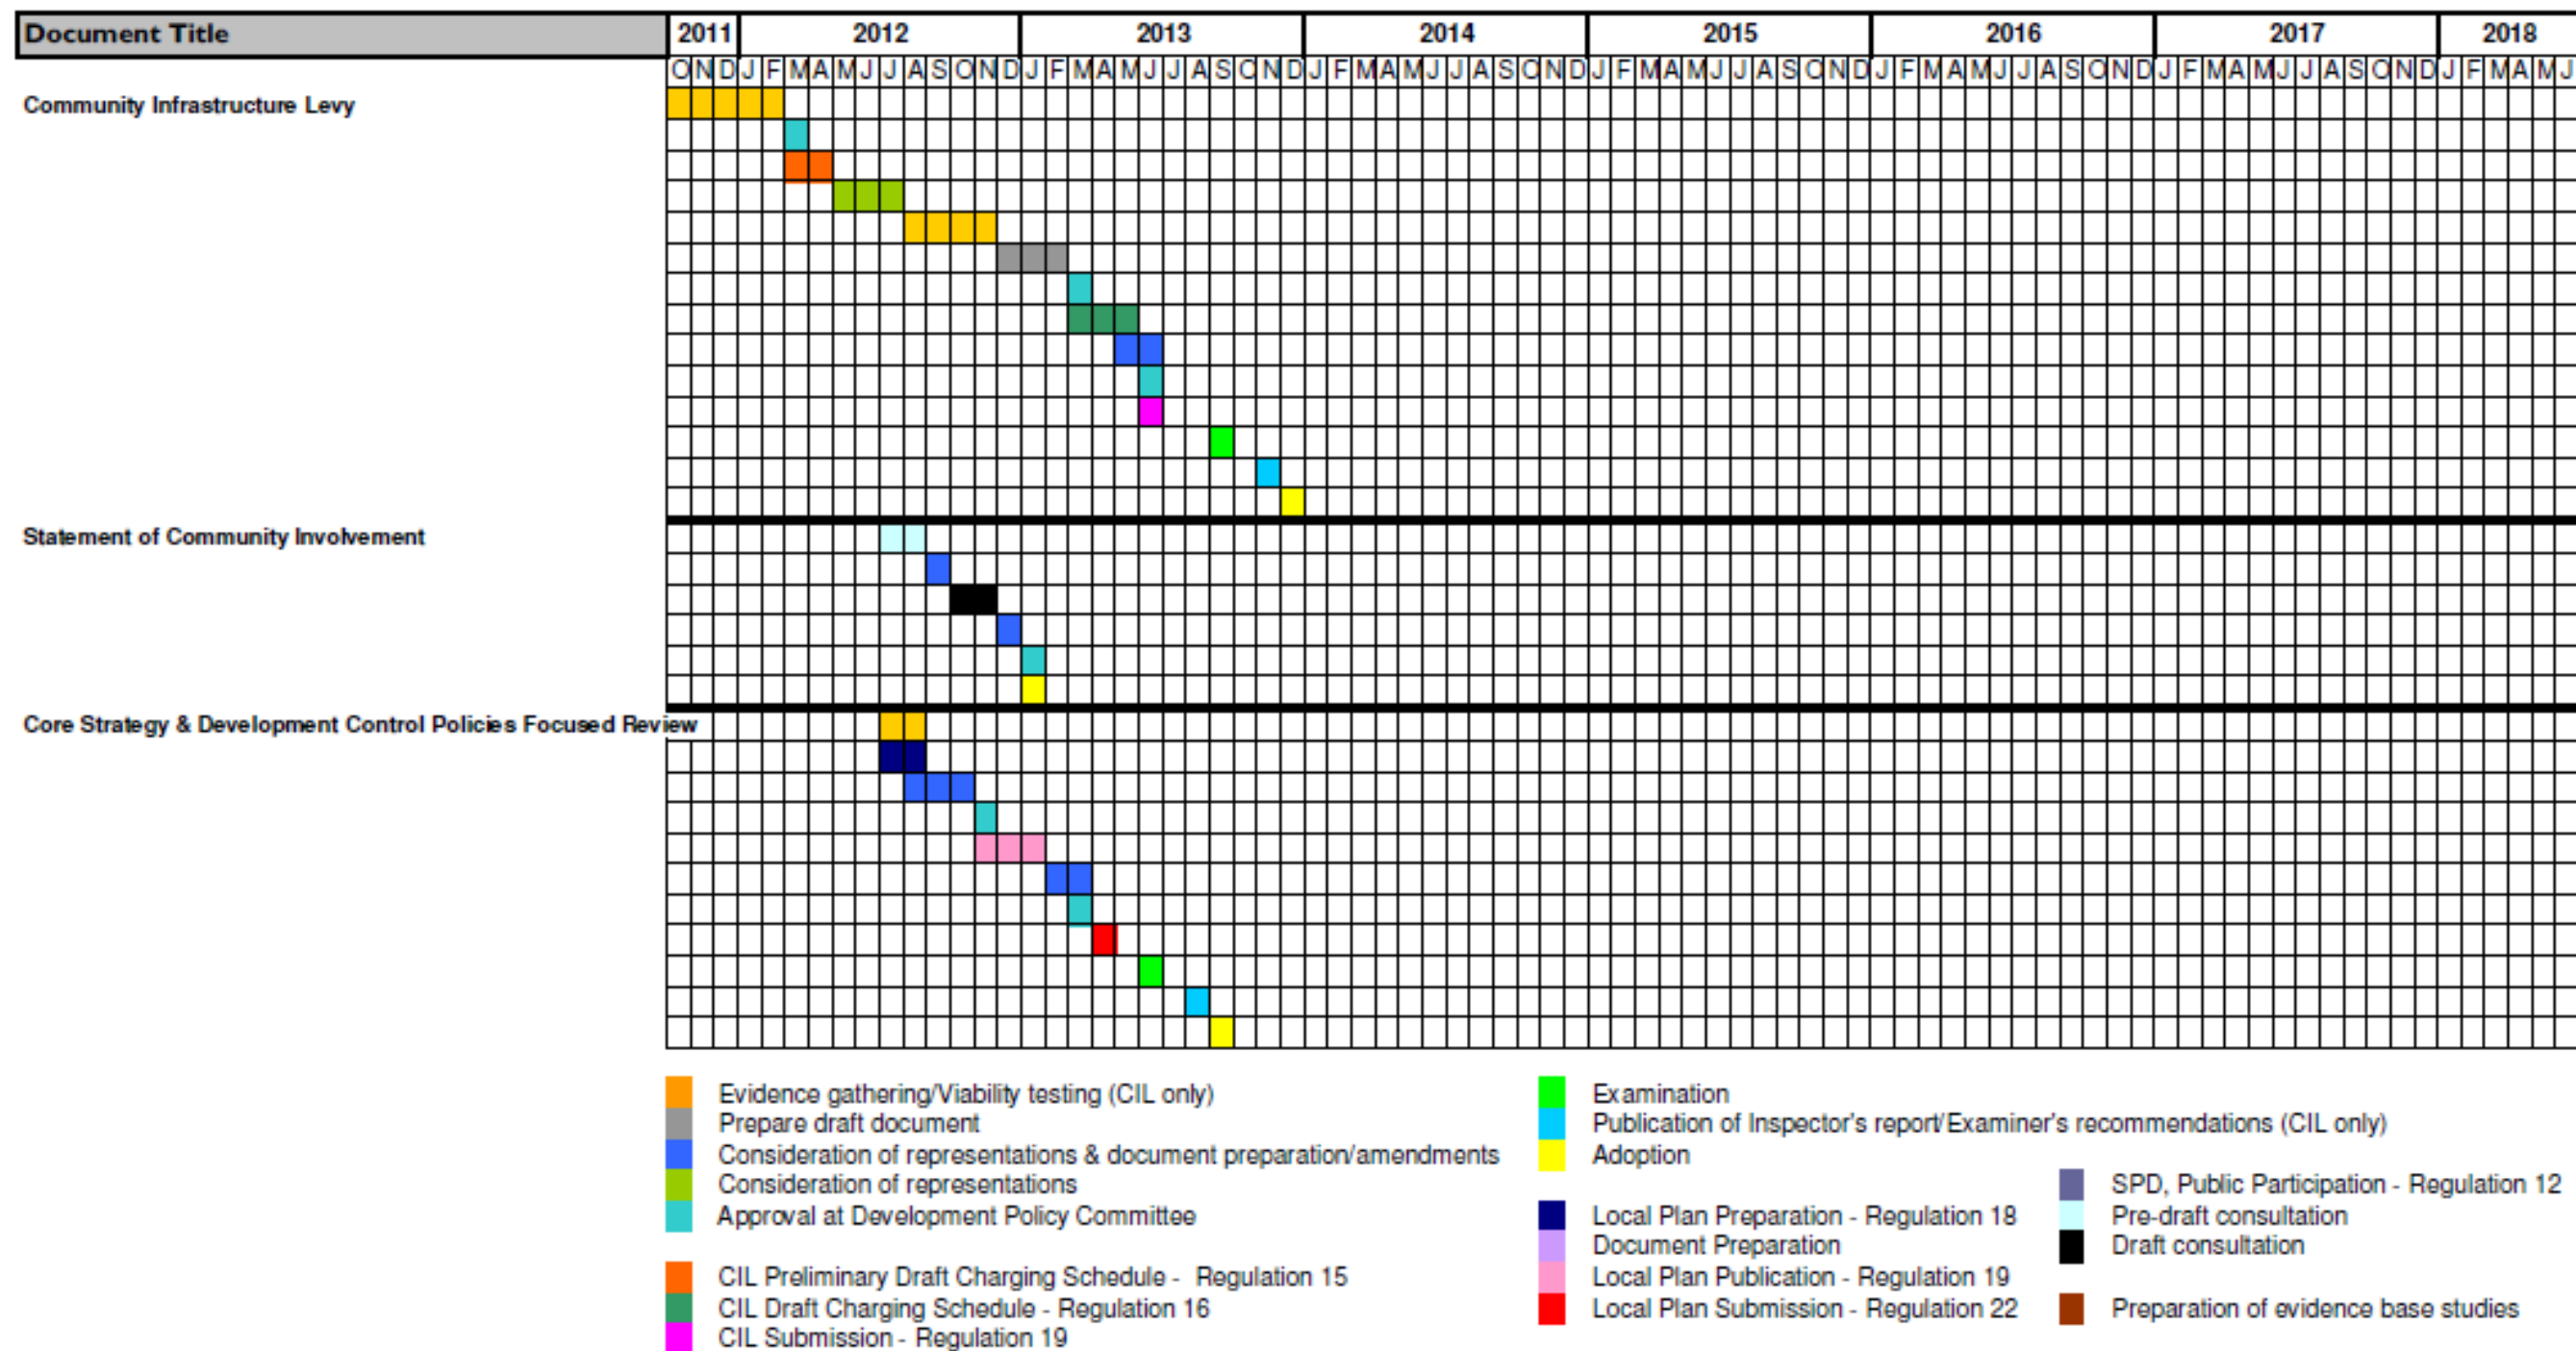 Document Title 2011 2012 2013 2014 2015 2016 2017 2018
O N D J F M A M J J A S O N D J F M A M J J A S O N D J F M A M J J A S O N D J F M A M J J A S O N D J F M A M J J A S O N D J F M A M J J A S O N D J F M A M J
Community Infrastructure Levy
Statement of Community Involvement
Core Strategy & Development Control Policies Focused Review
Evidence gathering/Viability testing (CIL only)
Prepare draft document
Consideration of representations & document preparation/amendments
Consideration of representations
Approval at Development Policy Committee
CIL Preliminary Draft Charging Schedule - Regulation 15
CIL Draft Charging Schedule - Regulation 16
CIL Submission - Regulation 19
Examination
Publication of Inspector's report/Examiner's recommendations (CIL only)
Adoption
Local Plan Preparation - Regulation 18
Document Preparation
Local Plan Publication - Regulation 19
Local Plan Submission - Regulation 22
SPD, Public Participation - Regulation 12
Pre-draft consultation
Draft consultation
Preparation of evidence base studies